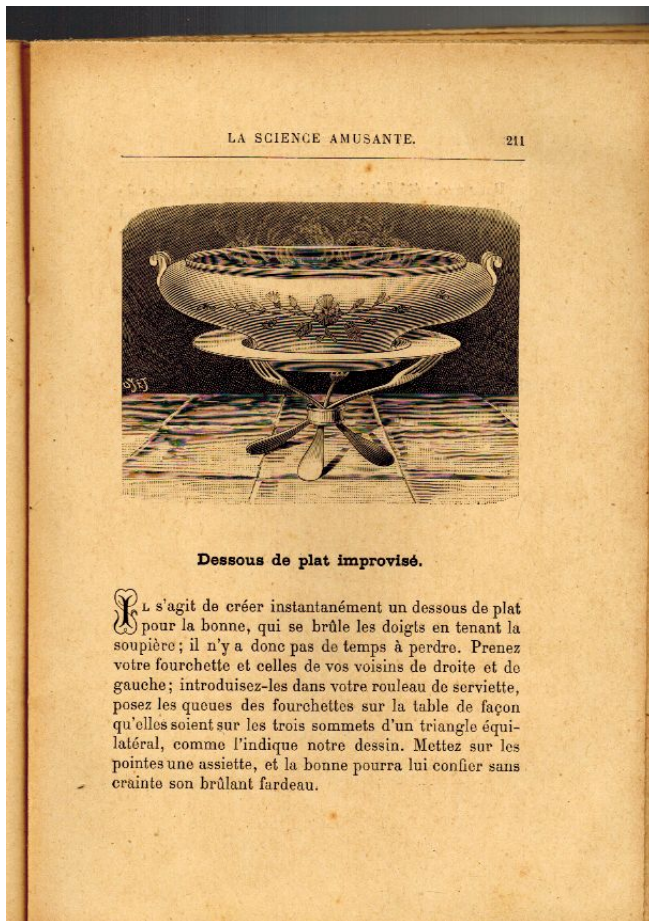 LA SCIENCE AMUSANTE. 211
Dessous de plat improvisé.
IL s'agit de créer instantanément un dessous de plat
pour la bonne, qui se brûle les doigts en tenant la
soupière; il n'y a donc pas de temps à perdre. Prenez
votre fourchette et celles de vos voisins de droite et de
gauche; introduisez-les dans votre rouleau de serviette,
posez les queues des fourchettes sur la table de façon
qu'elles soient sur les trois sommets d'un triangle équi-
latéral, comme l'indique notre dessin. Mettez sur les
pointes une assiette, et la bonne pourra lui confier sans
crainte son brûlant fardeau.